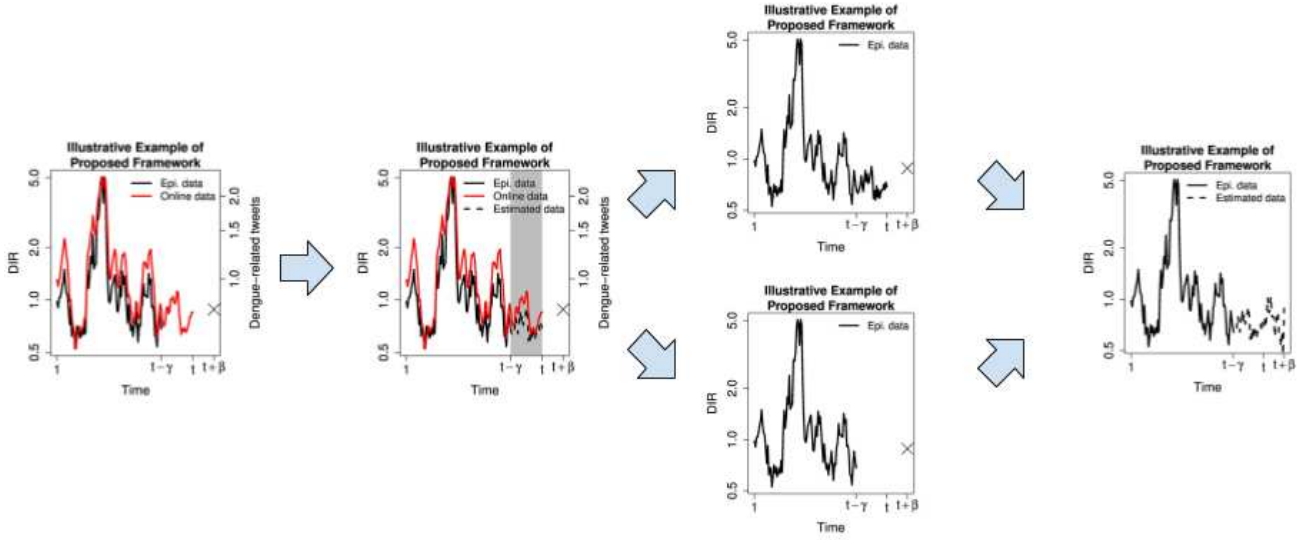 Illustrative Example of
Proposed Framework
Epi. data
Online data
5.0
2.0
1.0
0.5
DIR
2.0
1.5
1.0
Dengue−related tweets
1
t−γ
t
t+β
Time
Illustrative Example of
Proposed Framework
Epi. data
Online data
Estimated data
5.0
2.0
1.0
0.5
DIR
2.0
1.5
1.0
Dengue−related tweets
1
t−γ
t
t+β
Time
Illustrative Example of
Proposed Framework
Epi. data
5.0
2.0
1.0
0.5
DIR
1
t−γ
t
t+β
Time
Illustrative Example of
Proposed Framework
Epi. data
5.0
2.0
1.0
0.5
DIR
1
t−γ
t
t+β
Time
Illustrative Example of
Proposed Framework
Epi. data
Estimated data
5.0
2.0
1.0
0.5
DIR
1
t−γ
t
t+β
Time